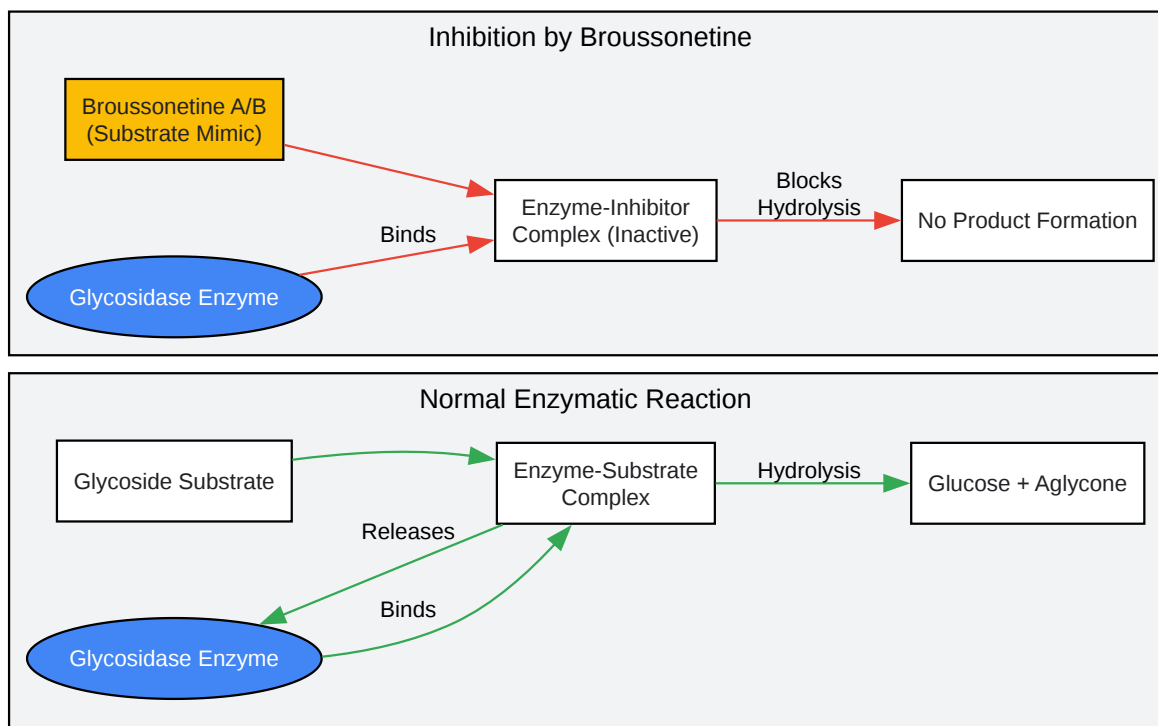 Inhibition by Broussonetine
Broussonetine A/B
(Substrate Mimic)
Binds
Glycosidase Enzyme
Enzyme-Inhibitor
Complex (Inactive)
Blocks
Hydrolysis
No Product Formation
Normal Enzymatic Reaction
Glycoside Substrate
Enzyme-Substrate
Complex
Hydrolysis
Glucose + Aglycone
Releases
Binds
Glycosidase Enzyme